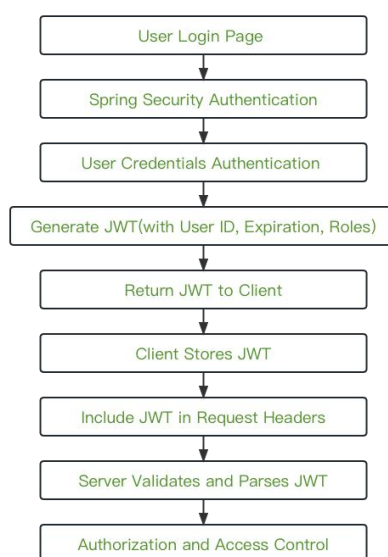 User Login Page
Spring Security Authentication
User Credentials Authentication
Generate JWT(with User ID, Expiration, Roles)
Return JWT to Client
Client Stores JWT
Include JWT in Request Headers
Server Validates and Parses JWT
Authorization and Access Control